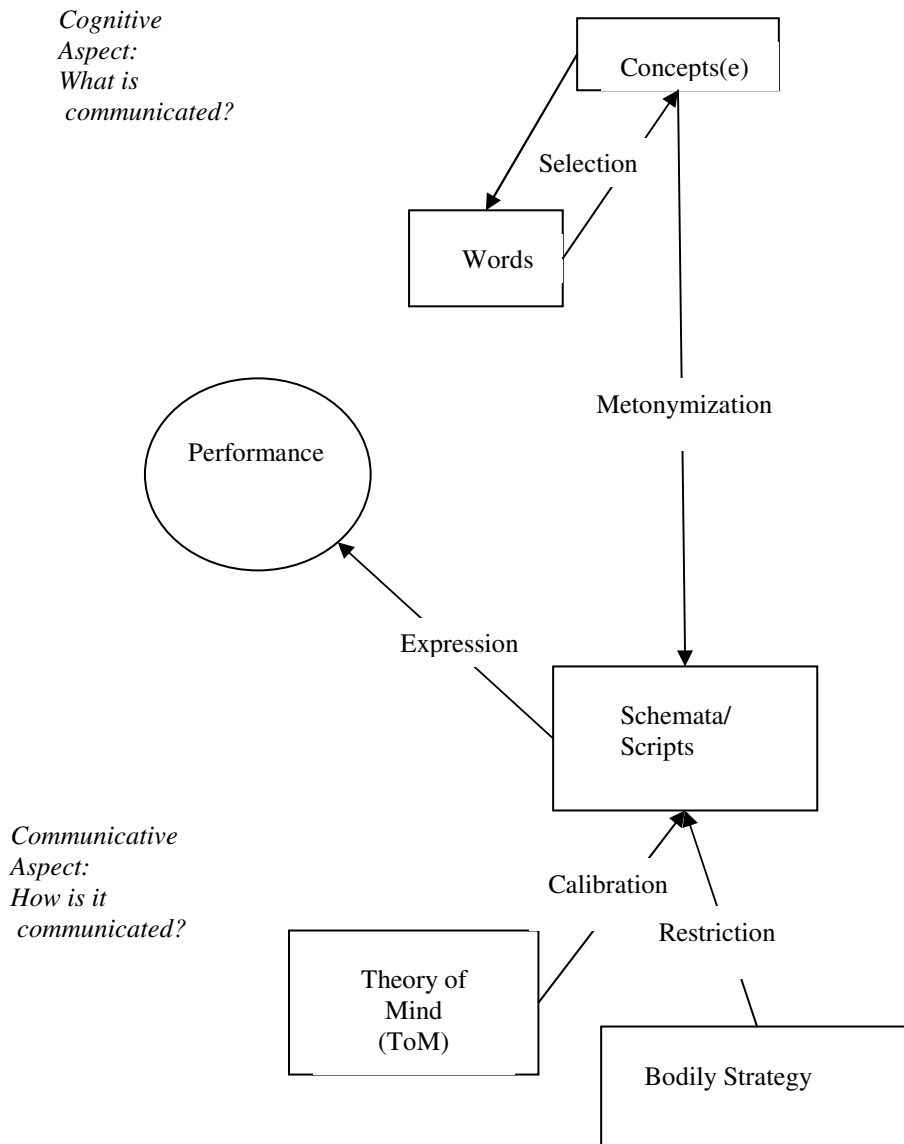 Cognitive
Aspect:
What is
communicated?
Concepts(e)
Selection
Words
Metonymization
Performance
Expression
Schemata/
Scripts
Communicative
Aspect:
How is it
communicated?
Calibration
Restriction
Theory of
Mind
(ToM)
Bodily Strategy